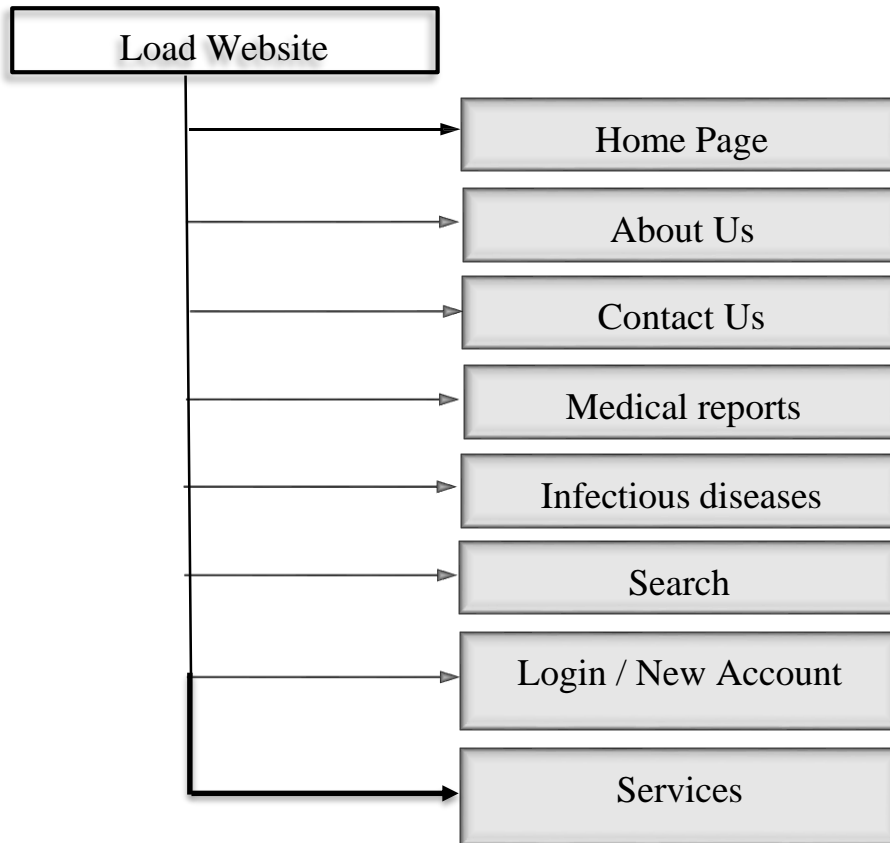 Load Website
Home Page
About Us
Contact Us
Medical reports
Infectious diseases
Search
Login / New Account
Services